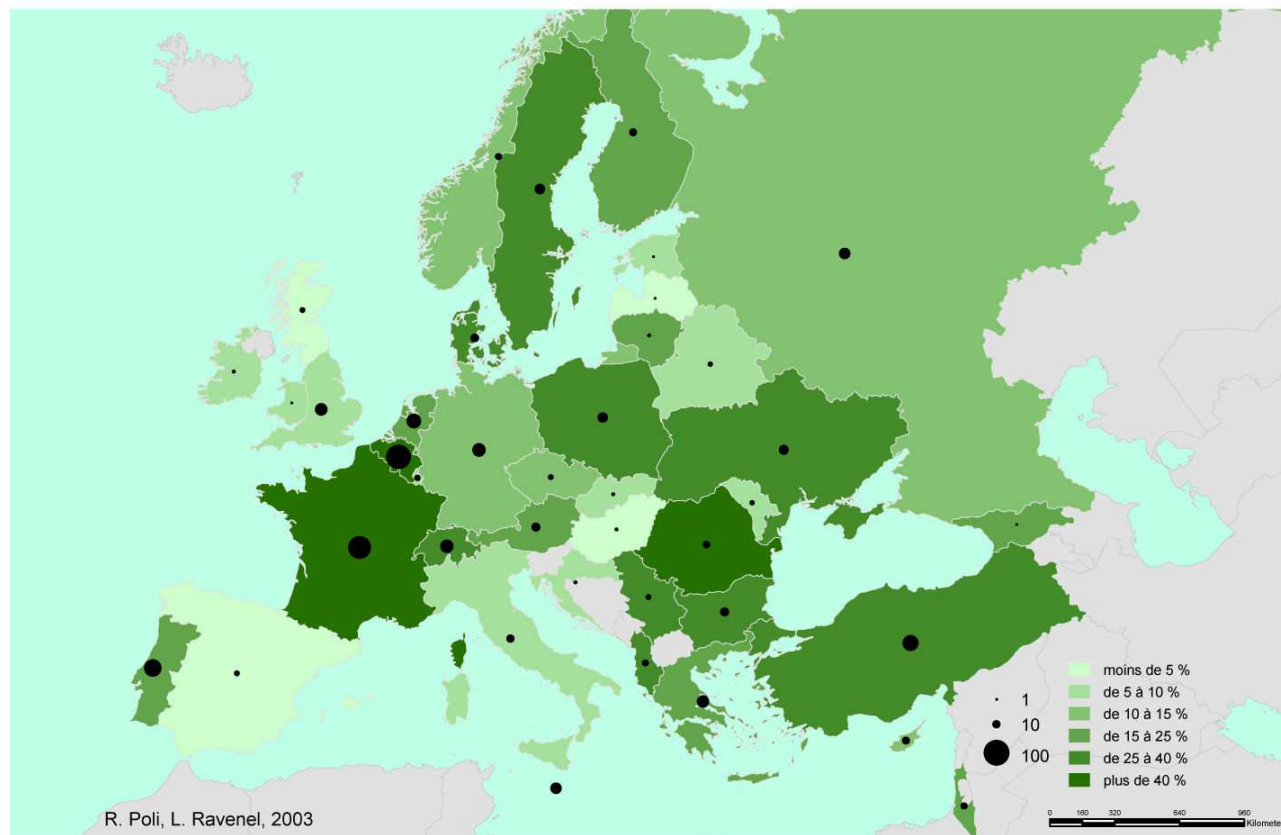 moins de 5 %
de 5 à 10 %
de 10 à 15 %
de 15 à 25 %
de 25 à 40 %
plus de 40 %
1
10
100
R. Poli, L. Ravenel, 2003
0 160 320 640 960
Kilomete